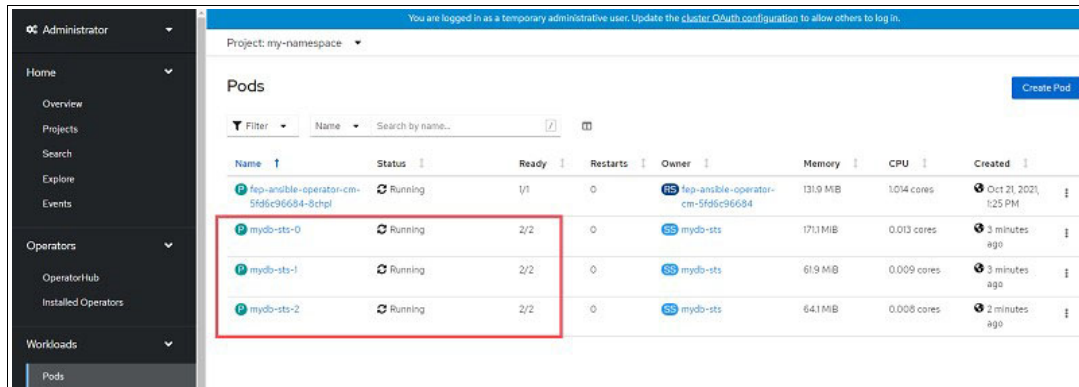 You are logged in as a temporary administrative user. Update the cluster OAuth configuration to allow others to log in.
Administrator
Project: my-namespace
Home
Overview
Projects
Search
Explore
Events
Operators
OperatorHub
Installed Operators
Workloads
Pods
Pods
Create Pod
Filter
Name
Search by name...
/
Name Status Ready Restarts Owner Memory CPU Created
P fep-ansible-operator-cm- Running 1/1 0 RS fep-ansible-operator- 131.9 MiB 1.014 cores Oct 21, 2021,
5fd6c96684-8chpl cm-5fd6c96684 1:25 PM
P mydb-sts-0 Running 2/2 0 SS mydb-sts 171.1 MiB 0.013 cores 3 minutes
ago
P mydb-sts-1 Running 2/2 0 SS mydb-sts 61.9 MiB 0.009 cores 3 minutes
ago
P mydb-sts-2 Running 2/2 0 SS mydb-sts 64.1 MiB 0.008 cores 2 minutes
ago